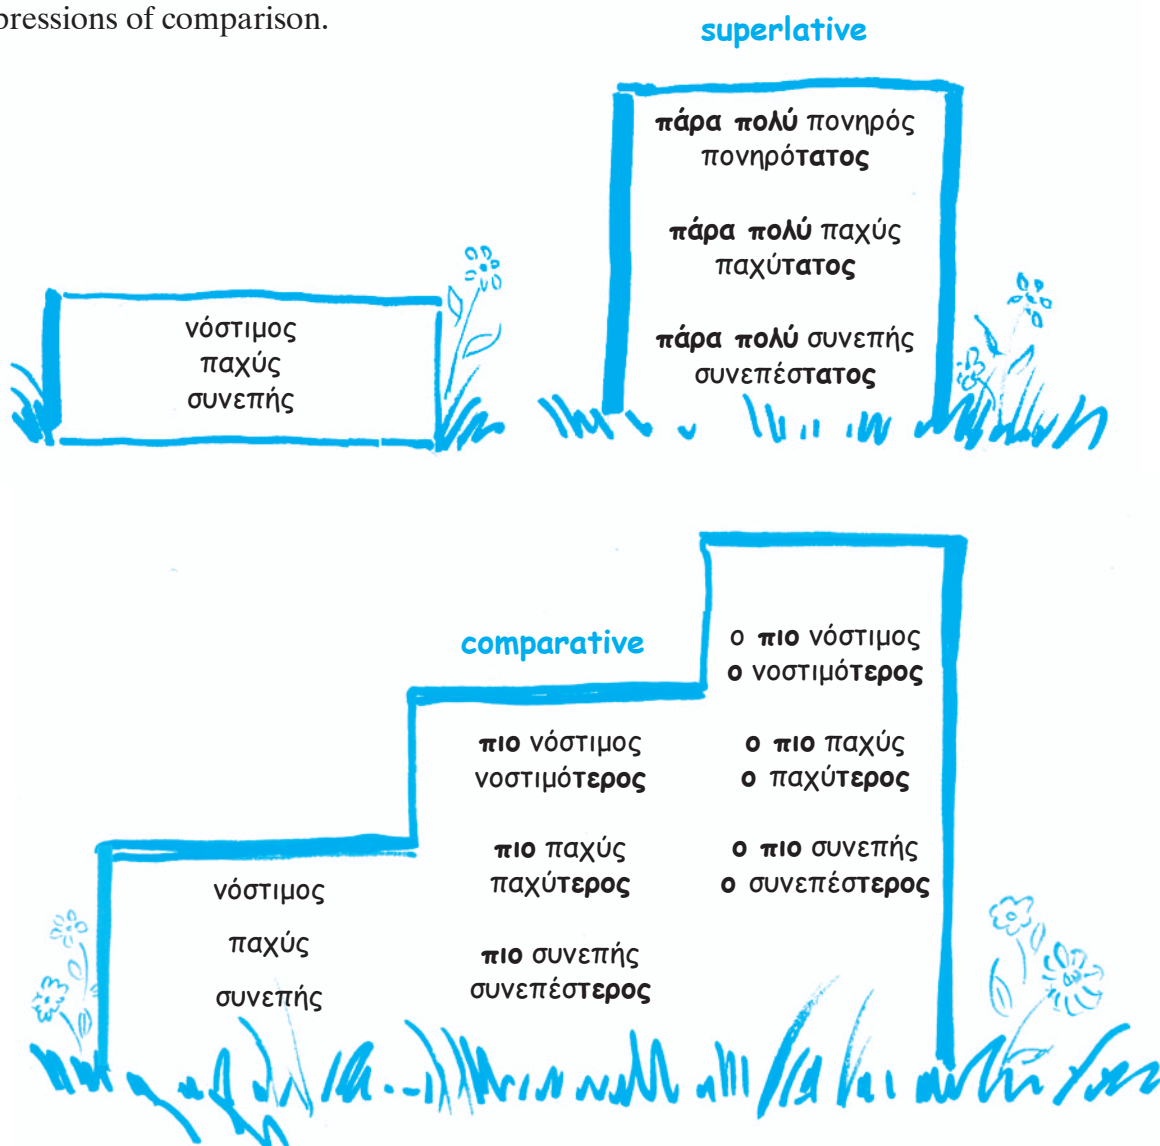 pressions of comparison.
superlative
πάρα πολύ πονηρός
πονηρότατος
πάρα πολύ παχύς
παχύτατος
πάρα πολύ συνεπής
συνεπέστατος
νόστιμος
παχύς
συνεπής
comparative
ο πιο νόστιμος
ο νοστιμότερος
ο πιο παχύς
ο παχύτερος
ο πιο συνεπής
ο συνεπέστερος
πιο νόστιμος
νοστιμότερος
πιο παχύς
παχύτερος
πιο συνεπής
συνεπέστερος
νόστιμος
παχύς
συνεπής